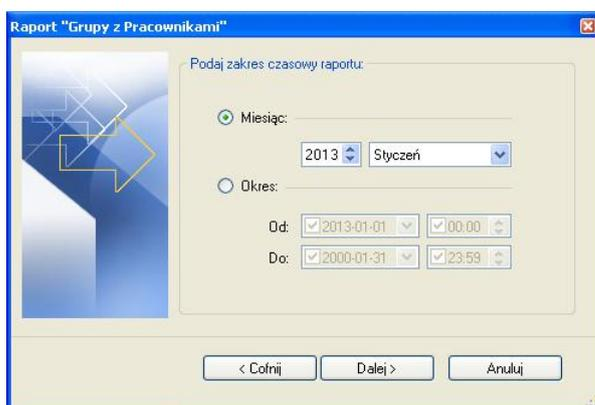 Raport "Grupy z Pracownikami"
Podaj zakres czasowy raportu:
Miesiąc:
2013 Styczeń
Okres:
Od: 2013-01-01 00:00
Do: 2000-01-31 23:59
< Cofnij Dalej > Anuluj